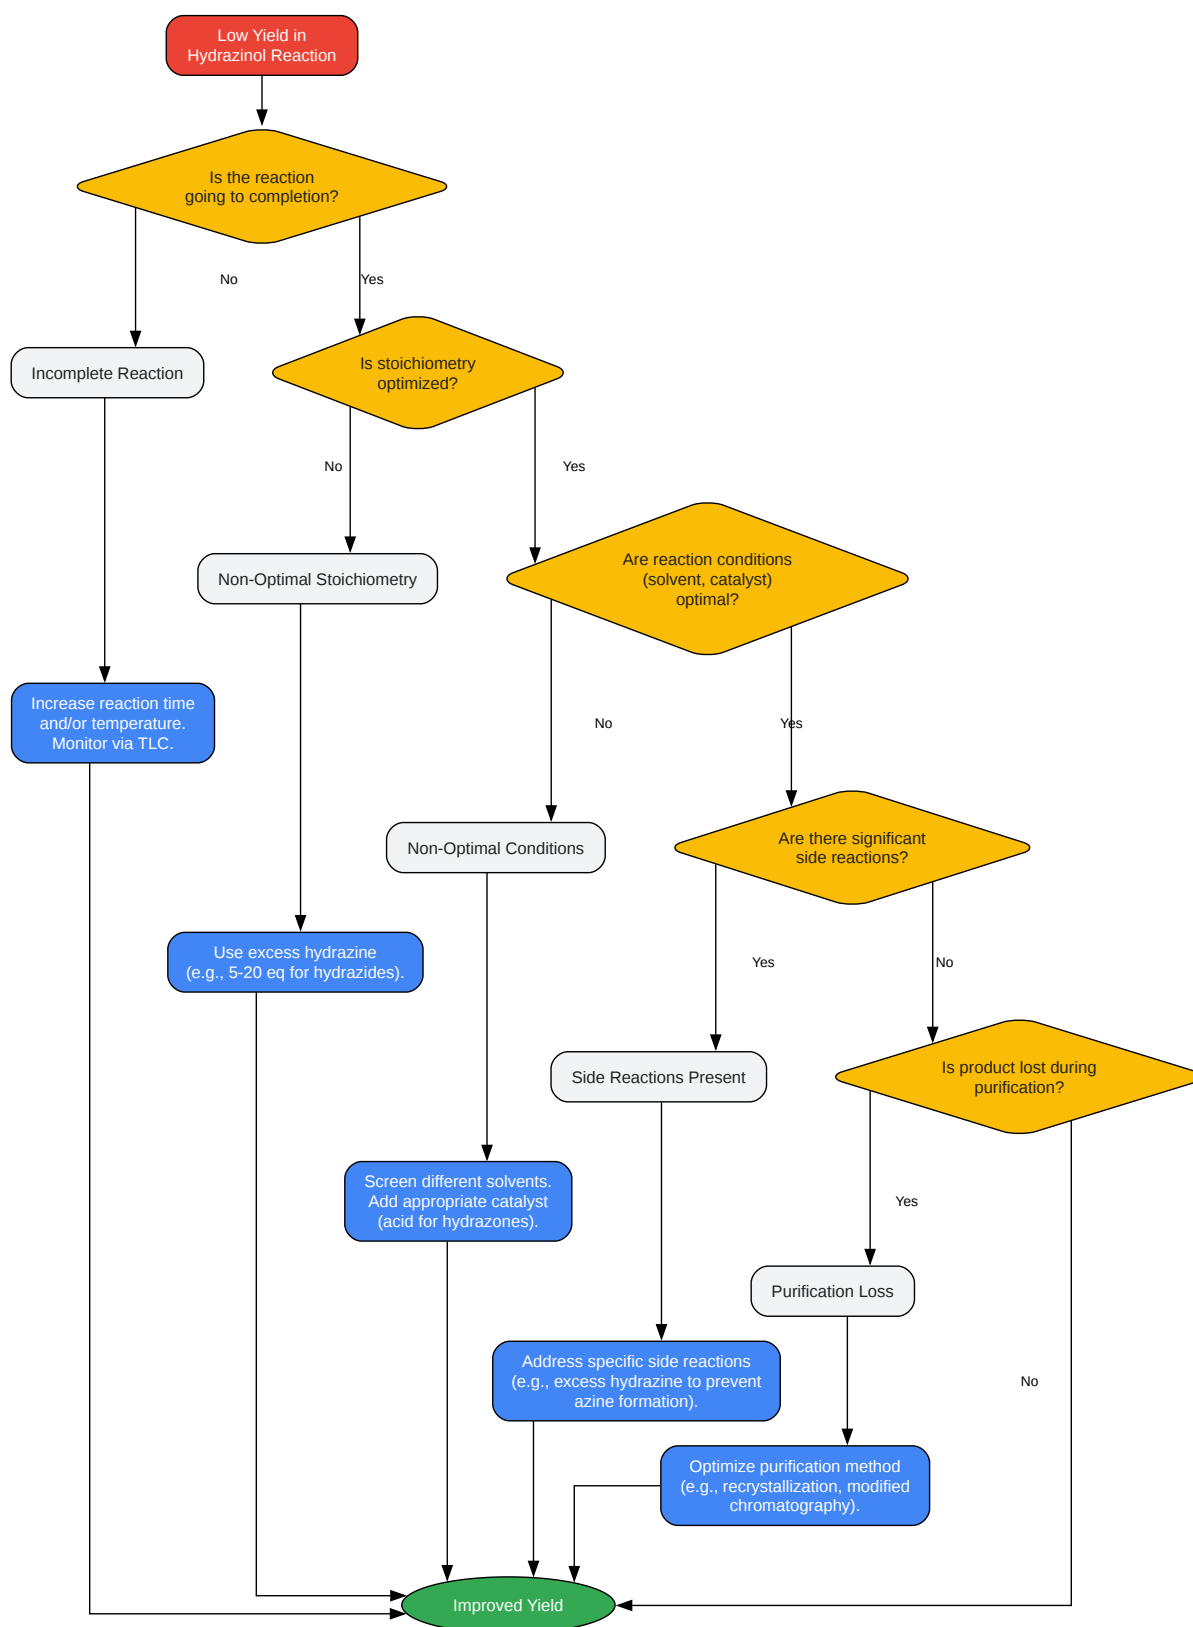 Low Yield in
Hydrazinol Reaction
Is the reaction
going to completion?
No
Yes
Is stoichiometry
optimized?
Incomplete Reaction
No
Yes
Are reaction conditions
(solvent, catalyst)
optimal?
Non-Optimal Stoichiometry
Increase reaction time
and/or temperature.
Monitor via TLC.
No
Yes
Are there significant
side reactions?
Non-Optimal Conditions
Use excess hydrazine
(e.g., 5-20 eq for hydrazides).
Yes
No
Is product lost during
purification?
Side Reactions Present
Screen different solvents.
Add appropriate catalyst
(acid for hydrazones).
Yes
Purification Loss
Address specific side reactions
(e.g., excess hydrazine to prevent
azine formation).
No
Optimize purification method
(e.g., recrystallization, modified
chromatography).
Improved Yield